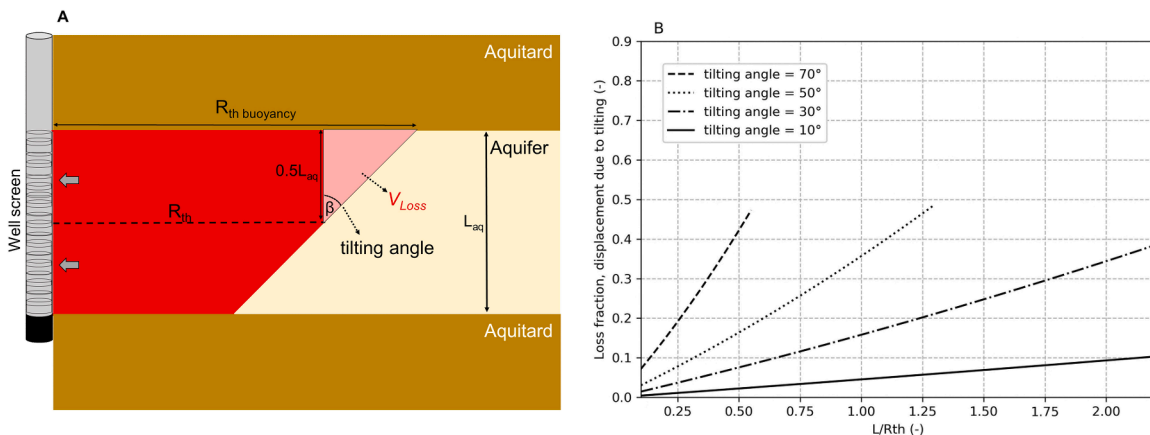 A
Aquitard
R_th buoyancy
Aquifer
0.5L_aq
β
V_Loss
R_th
L_aq
tilting angle
Well screen
Aquitard
B
tilting angle = 70°
tilting angle = 50°
tilting angle = 30°
tilting angle = 10°
Loss fraction, displacement due to tilting (-)
0.9
0.8
0.7
0.6
0.5
0.4
0.3
0.2
0.1
0.0
0.25 0.50 0.75 1.00 1.25 1.50 1.75 2.00
L/Rth (-)